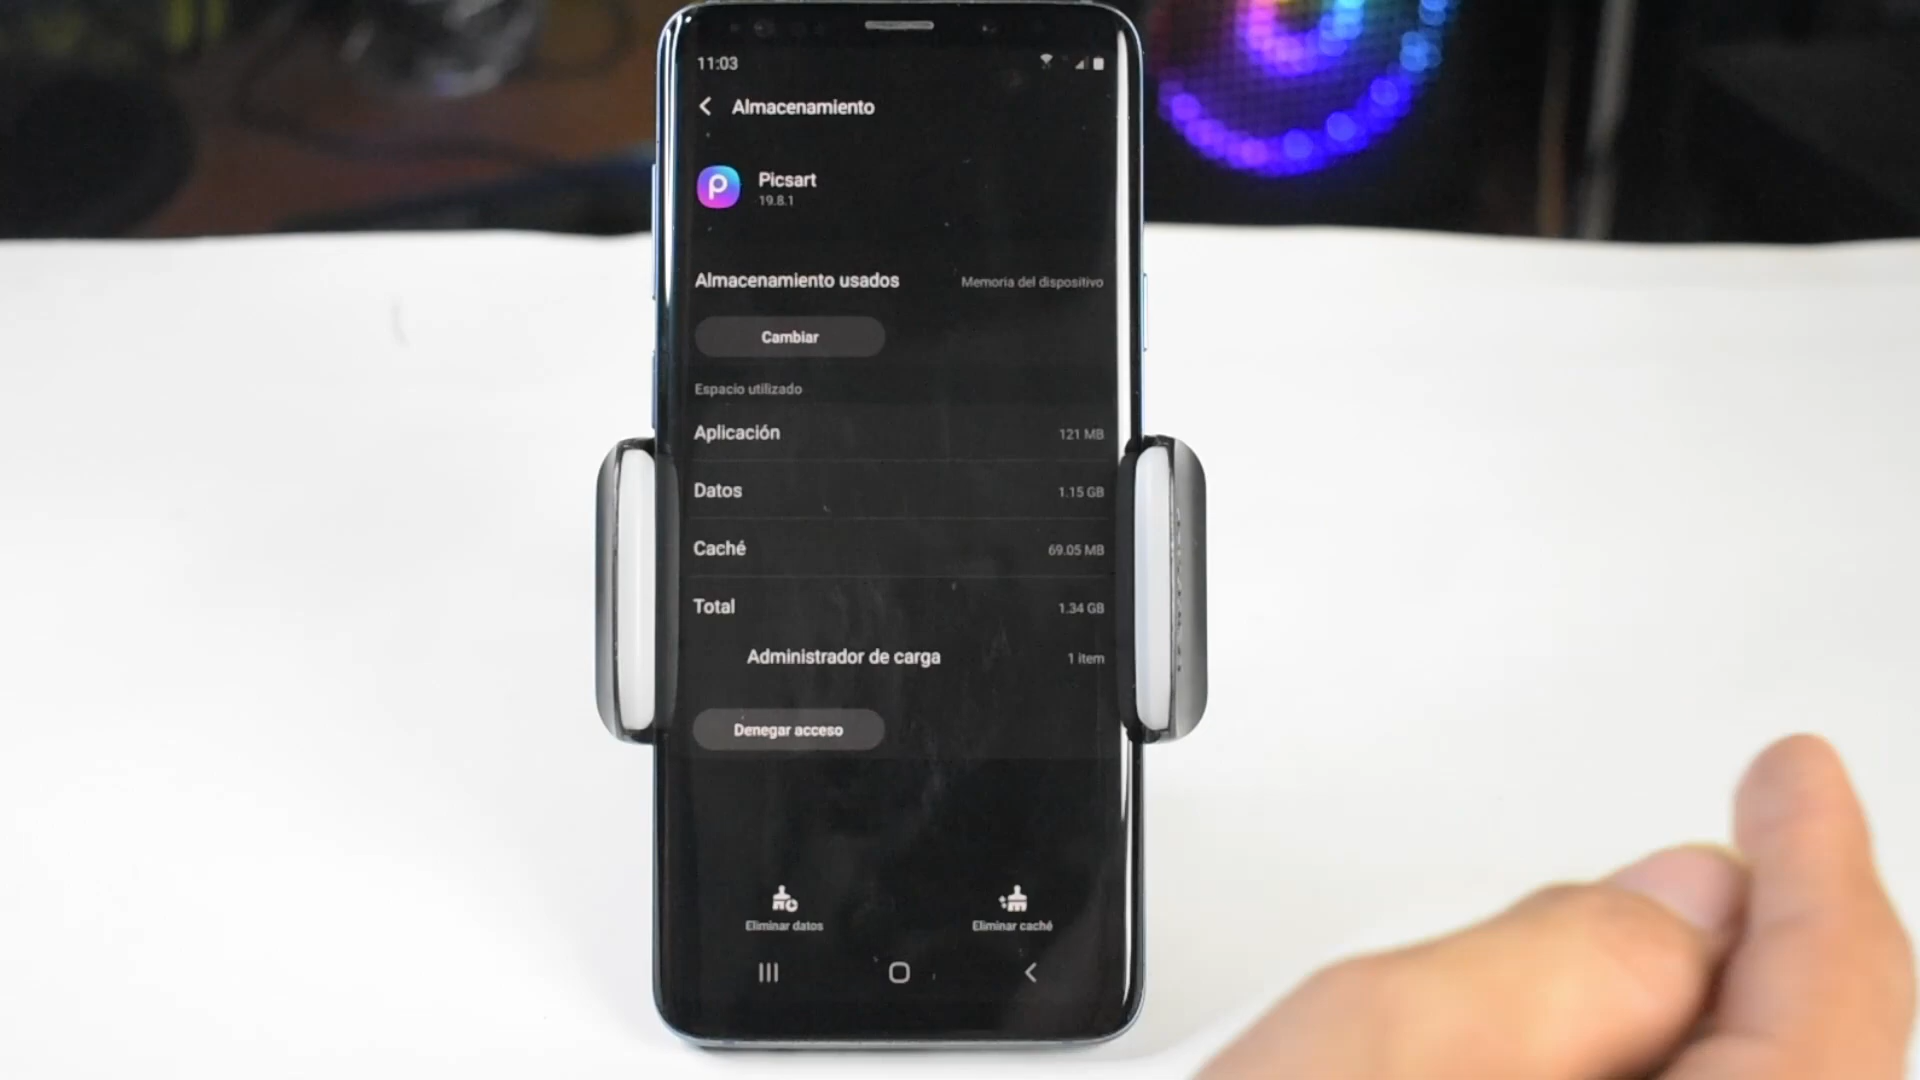 11:03
Almacenamiento
Picsart
19.8.1
Almacenamiento usados
Memoria del dispositivo
Cambiar
Espacio utilizado
Aplicación
121 MB
Datos
1.15 GB
Caché
69.05 MB
Total
1.34 GB
Administrador de carga
1 item
Denegar acceso
Eliminar datos
Eliminar caché